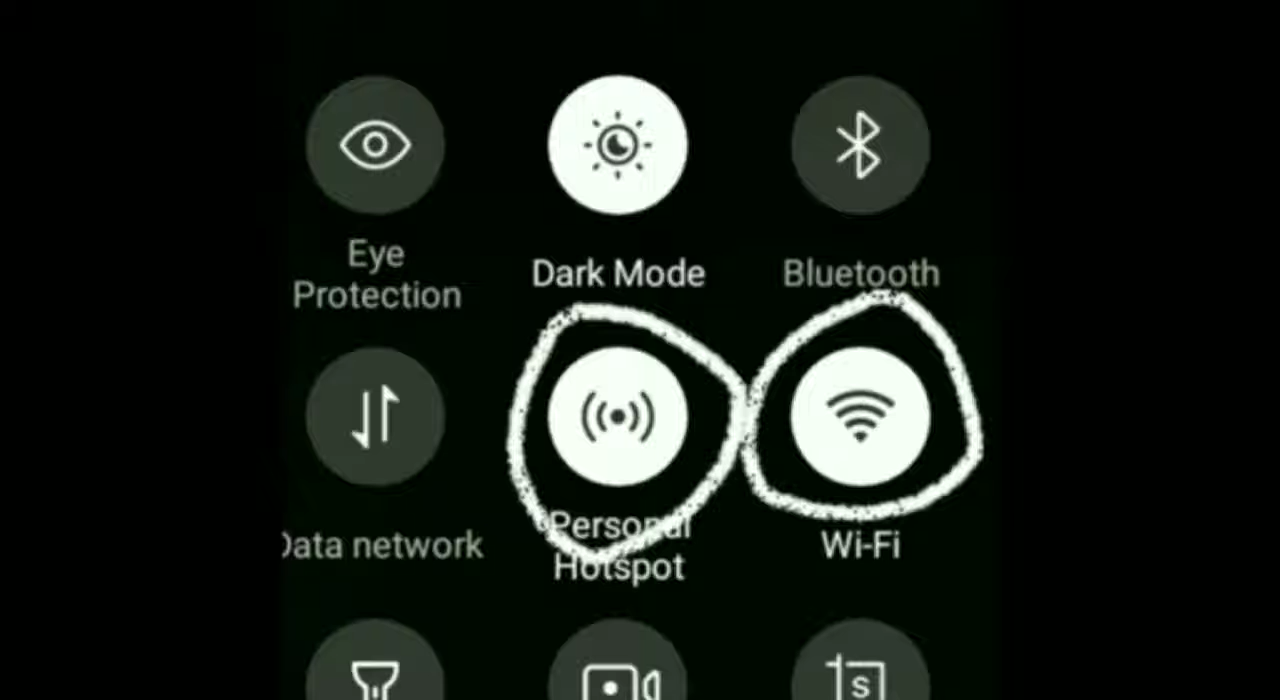 Eye
Protection
Dark Mode
Bluetooth
Data network
Personal
Hotspot
Wi-Fi
S